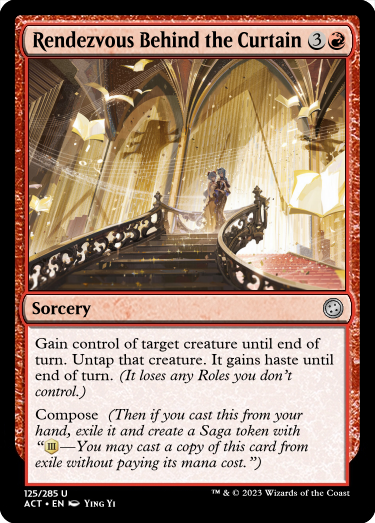 Rendezvous Behind the Curtain 3
Sorcery
Gain control of target creature until end of
turn. Untap that creature. It gains haste until
end of turn. (It loses any Roles you don't
control.)
Compose (Then if you cast this from your
hand, exile it and create a Saga token with
“III—You may cast a copy of this card from
exile without paying its mana cost.”)
125/285 U
ACT • EN YING YI
™ & © 2023 Wizards of the Coast